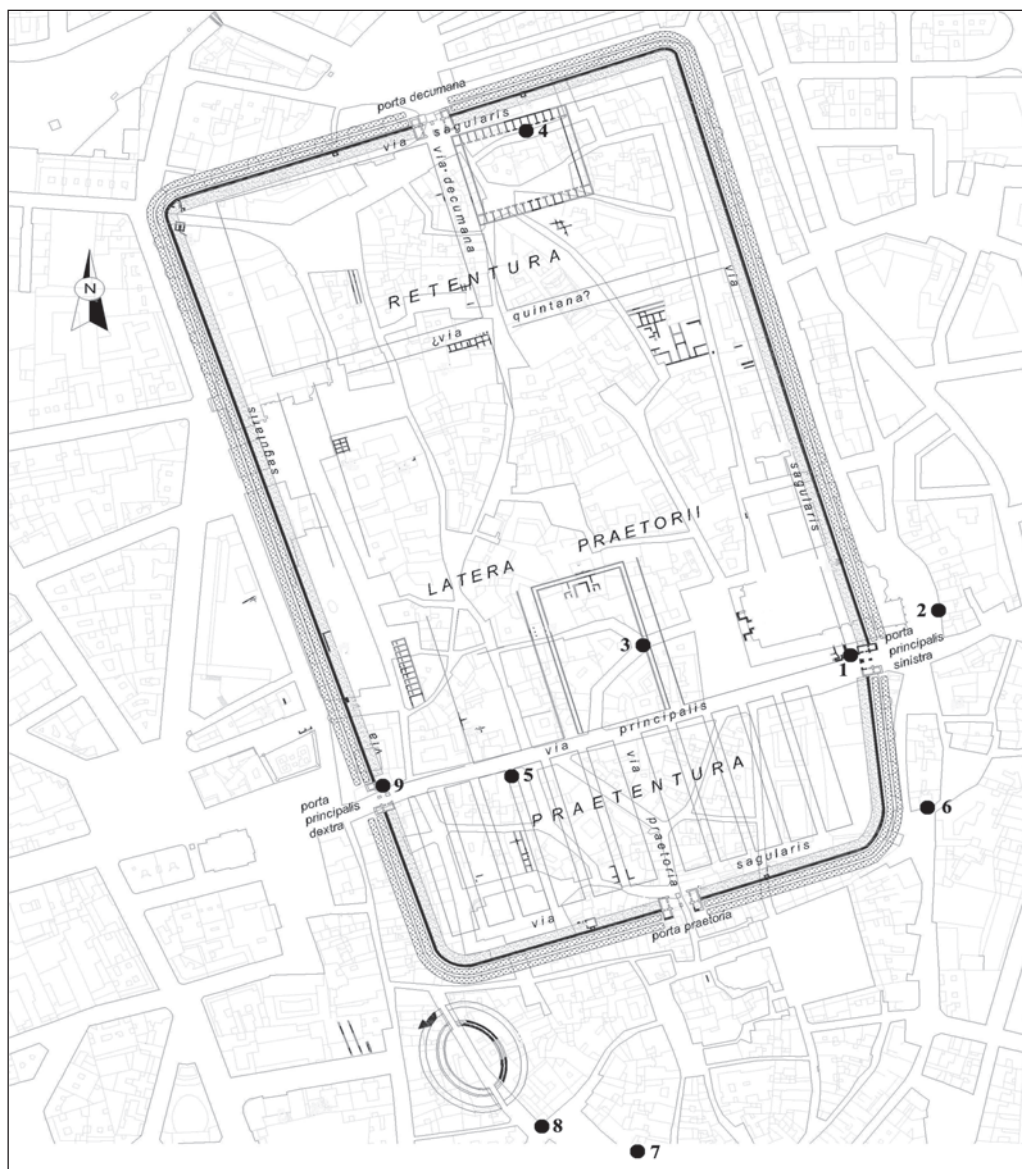 porta decumana
via sagularis
4
via decumana
RETENTURA
N
¿via quintana?
via
sagularis
sagularis
LATERA PRAETORII
2
porta
principalis
sinistra
3
1
via principalis
via
9
5
porta
principalis
dextra
PRAETENTURA
via praetoria
6
sagularis
via
porta praetoria
8
7